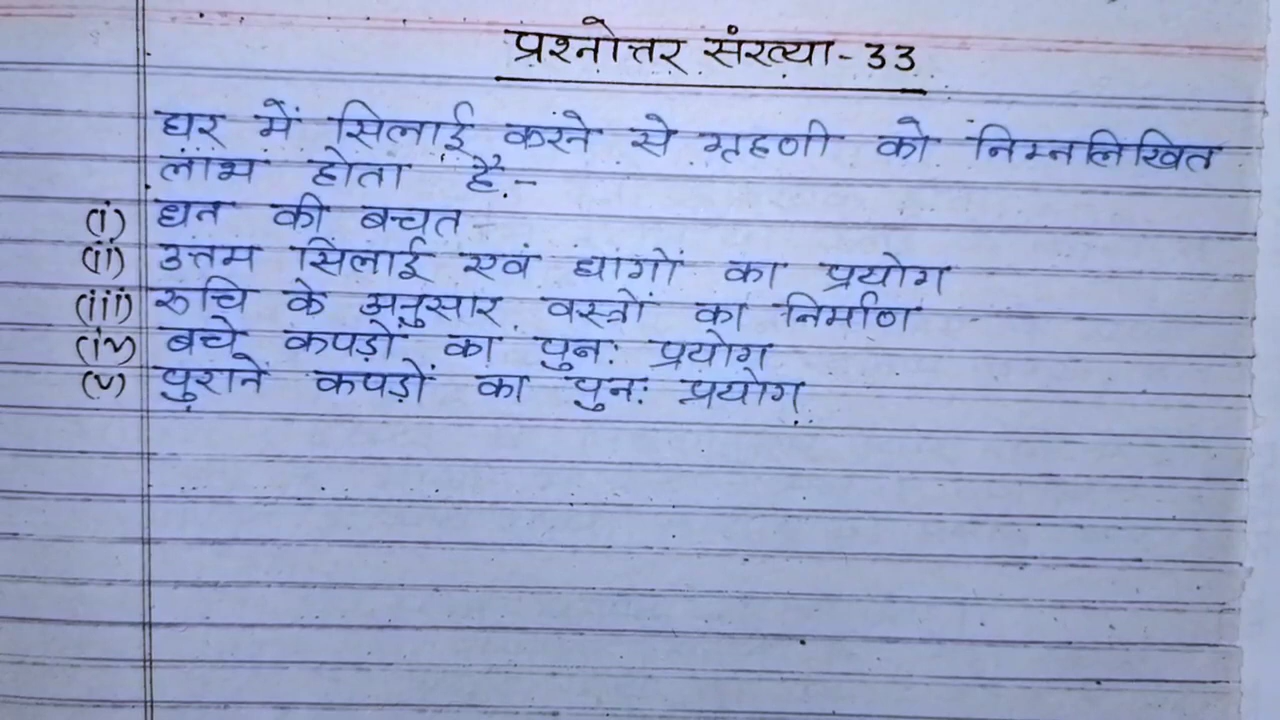 प्रश्नोत्तर संख्या-33
घर में सिलाई करने से गृहणी को निम्नलिखित
लाभ होता है:-
(i) धन की बचत
(ii) उत्तम सिलाई एवं धागों का प्रयोग
(iii) रुचि के अनुसार वस्त्रों का निर्माण
(iv) बचे कपड़ों का पुन: प्रयोग
(v) पुराने कपड़ों का पुन: प्रयोग.